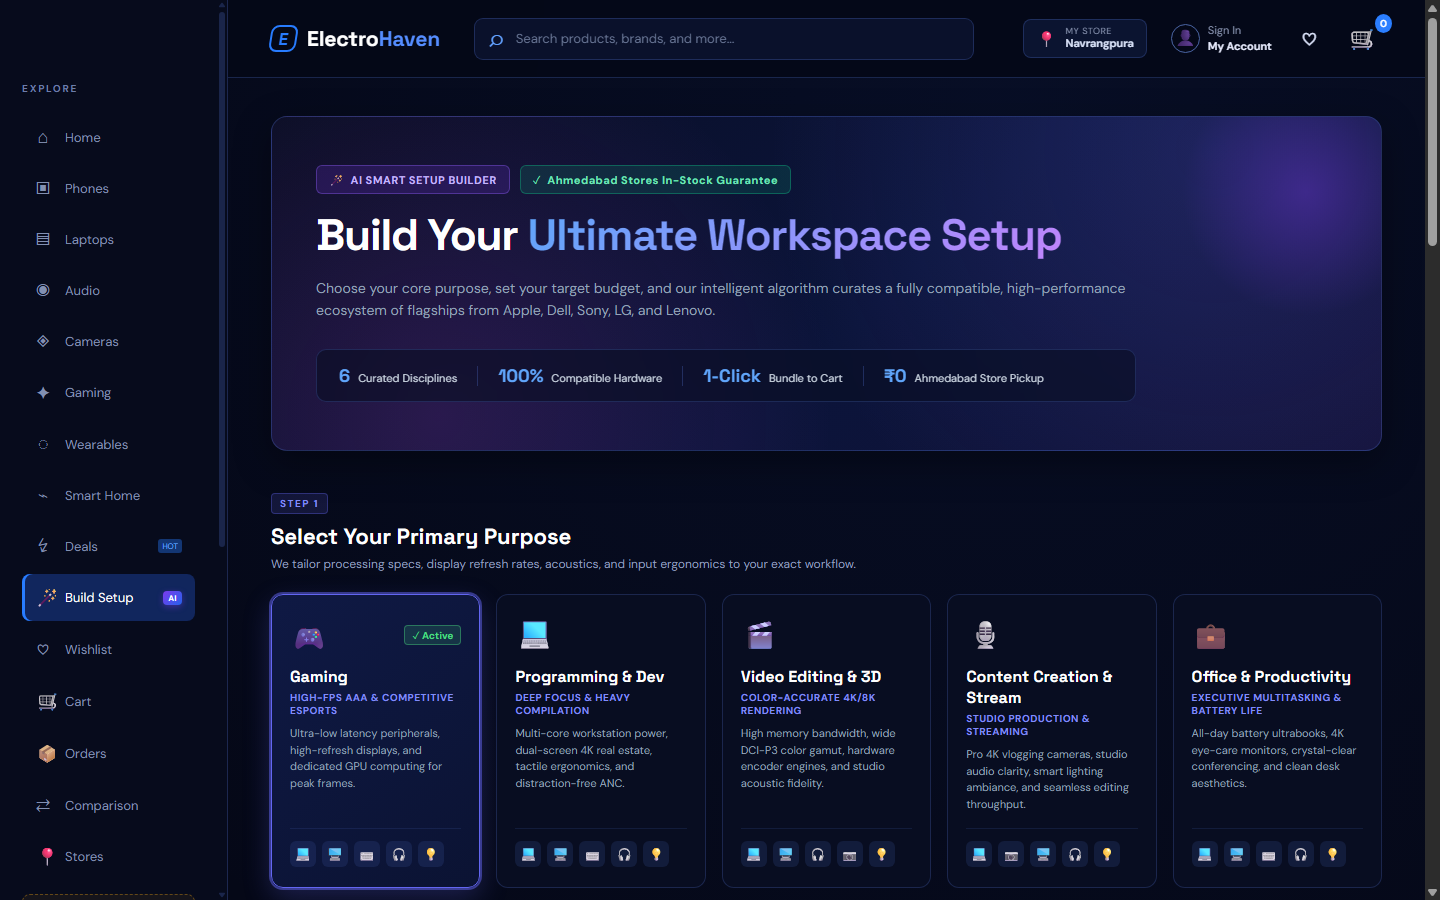 ElectroHaven
Search products, brands, and more...
MY STORE
Navrangpura
Sign In
My Account
0
EXPLORE
Home
Phones
Laptops
Audio
Cameras
Gaming
Wearables
Smart Home
Deals HOT
Build Setup AI
Wishlist
Cart
Orders
Comparison
Stores
AI SMART SETUP BUILDER
✓ Ahmedabad Stores In-Stock Guarantee
Build Your Ultimate Workspace Setup
Choose your core purpose, set your target budget, and our intelligent algorithm curates a fully compatible, high-performance
ecosystem of flagships from Apple, Dell, Sony, LG, and Lenovo.
6 Curated Disciplines
100% Compatible Hardware
1-Click Bundle to Cart
₹0 Ahmedabad Store Pickup
STEP 1
Select Your Primary Purpose
We tailor processing specs, display refresh rates, acoustics, and input ergonomics to your exact workflow.
✓ Active
Gaming
HIGH-FPS AAA & COMPETITIVE
ESPORTS
Ultra-low latency peripherals,
high-refresh displays, and
dedicated GPU computing for
peak frames.
Programming & Dev
DEEP FOCUS & HEAVY
COMPILATION
Multi-core workstation power,
dual-screen 4K real estate,
tactile ergonomics, and
distraction-free ANC.
Video Editing & 3D
COLOR-ACCURATE 4K/8K
RENDERING
High memory bandwidth, wide
DCI-P3 color gamut, hardware
encoder engines, and studio
acoustic fidelity.
Content Creation &
Stream
STUDIO PRODUCTION &
STREAMING
Pro 4K vlogging cameras, studio
audio clarity, smart lighting
ambiance, and seamless editing
throughput.
Office & Productivity
EXECUTIVE MULTITASKING &
BATTERY LIFE
All-day battery ultrabooks, 4K
eye-care monitors, crystal-clear
conferencing, and clean desk
aesthetics.